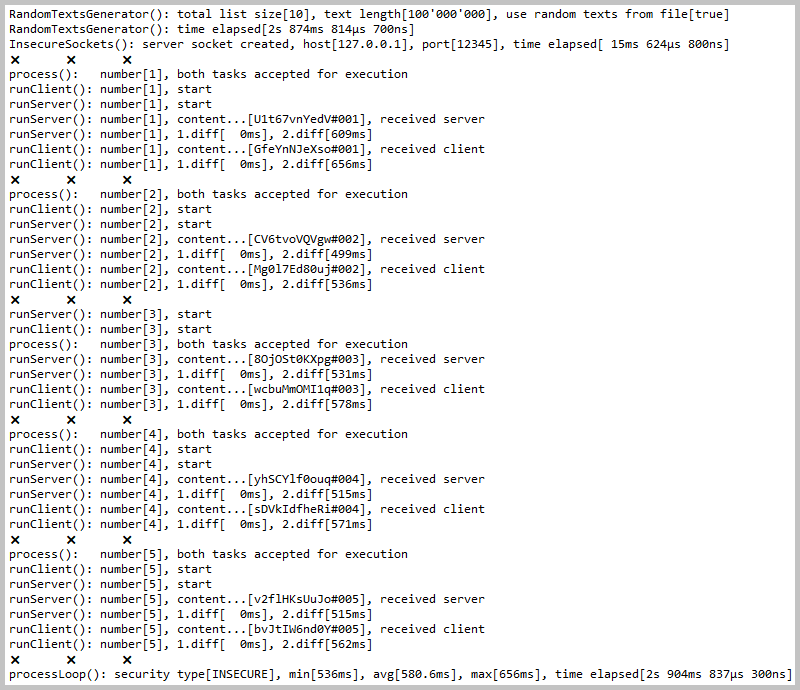 RandomTextsGenerator(): total list size[10], text length[100'000'000], use random texts from file[true]
RandomTextsGenerator(): time elapsed[2s 874ms 814µs 700ns]
InsecureSockets(): server socket created, host[127.0.0.1], port[12345], time elapsed[ 15ms 624µs 800ns]
✕ ✕ ✕
process():   number[1], both tasks accepted for execution
runClient(): number[1], start
runServer(): number[1], start
runServer(): number[1], content...[U1t67vnYedV#001], received server
runServer(): number[1], 1.diff[  0ms], 2.diff[609ms]
runClient(): number[1], content...[GfeYnNJeXso#001], received client
runClient(): number[1], 1.diff[  0ms], 2.diff[656ms]
✕ ✕ ✕
process():   number[2], both tasks accepted for execution
runClient(): number[2], start
runServer(): number[2], start
runServer(): number[2], content...[CV6tvoVQVgw#002], received server
runServer(): number[2], 1.diff[  0ms], 2.diff[499ms]
runClient(): number[2], content...[Mg0l7Ed80uj#002], received client
runClient(): number[2], 1.diff[  0ms], 2.diff[536ms]
✕ ✕ ✕
runServer(): number[3], start
runClient(): number[3], start
process():   number[3], both tasks accepted for execution
runServer(): number[3], content...[8OjOSt0KXpg#003], received server
runServer(): number[3], 1.diff[  0ms], 2.diff[531ms]
runClient(): number[3], content...[wcbuMmOMI1q#003], received client
runClient(): number[3], 1.diff[  0ms], 2.diff[578ms]
✕ ✕ ✕
process():   number[4], both tasks accepted for execution
runClient(): number[4], start
runServer(): number[4], start
runServer(): number[4], content...[yhSCYlf0ouq#004], received server
runServer(): number[4], 1.diff[  0ms], 2.diff[515ms]
runClient(): number[4], content...[sDVkIdfheRi#004], received client
runClient(): number[4], 1.diff[  0ms], 2.diff[571ms]
✕ ✕ ✕
process():   number[5], both tasks accepted for execution
runClient(): number[5], start
runServer(): number[5], start
runServer(): number[5], content...[v2flHKsUuJo#005], received server
runServer(): number[5], 1.diff[  0ms], 2.diff[515ms]
runClient(): number[5], content...[bvJtIW6nd0Y#005], received client
runClient(): number[5], 1.diff[  0ms], 2.diff[562ms]
✕ ✕ ✕
processLoop(): security type[INSECURE], min[536ms], avg[580.6ms], max[656ms], time elapsed[2s 904ms 837µs 300ns]